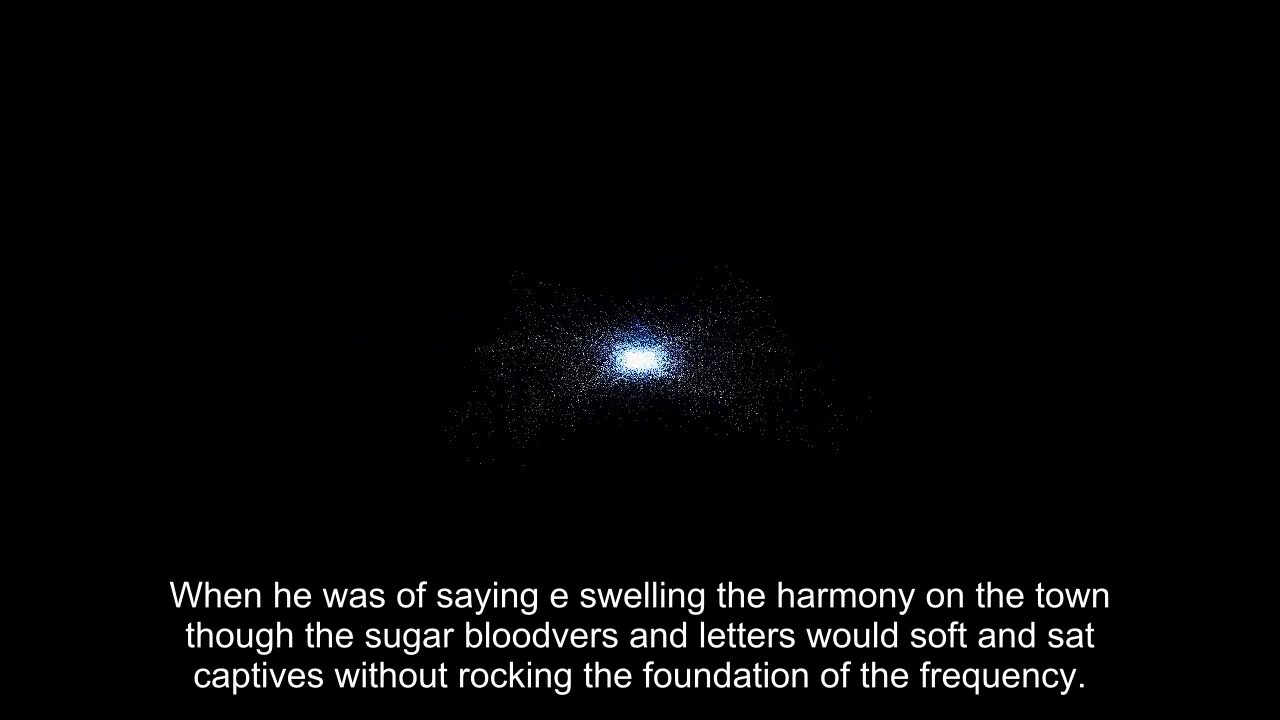 When he was of saying e swelling the harmony on the town
though the sugar bloodvers and letters would soft and sat
captives without rocking the foundation of the frequency.